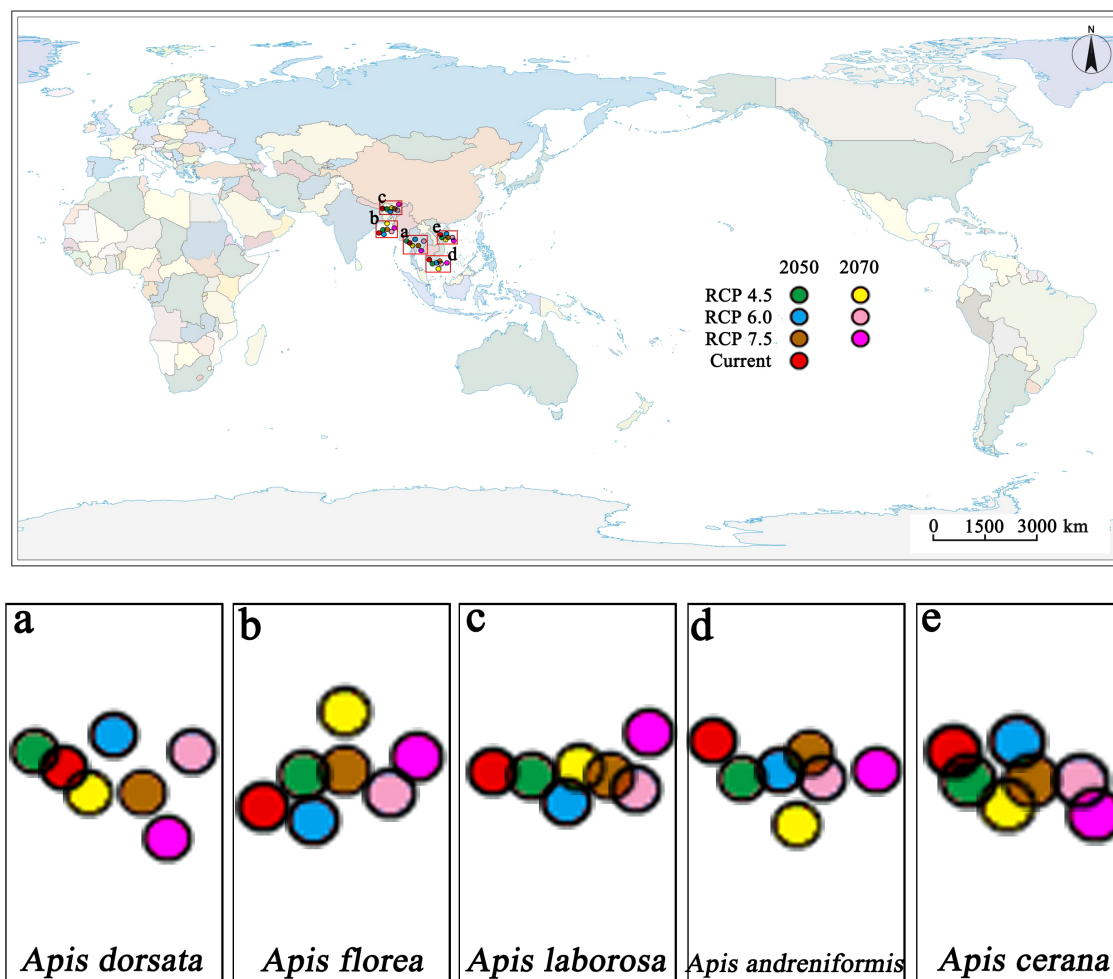 N
c
b
a
e
d
2050 2070
RCP 4.5
RCP 6.0
RCP 7.5
Current
0 1500 3000 km
a b c d e
Apis dorsata Apis florea Apis laborosa Apis andreniformis Apis cerana